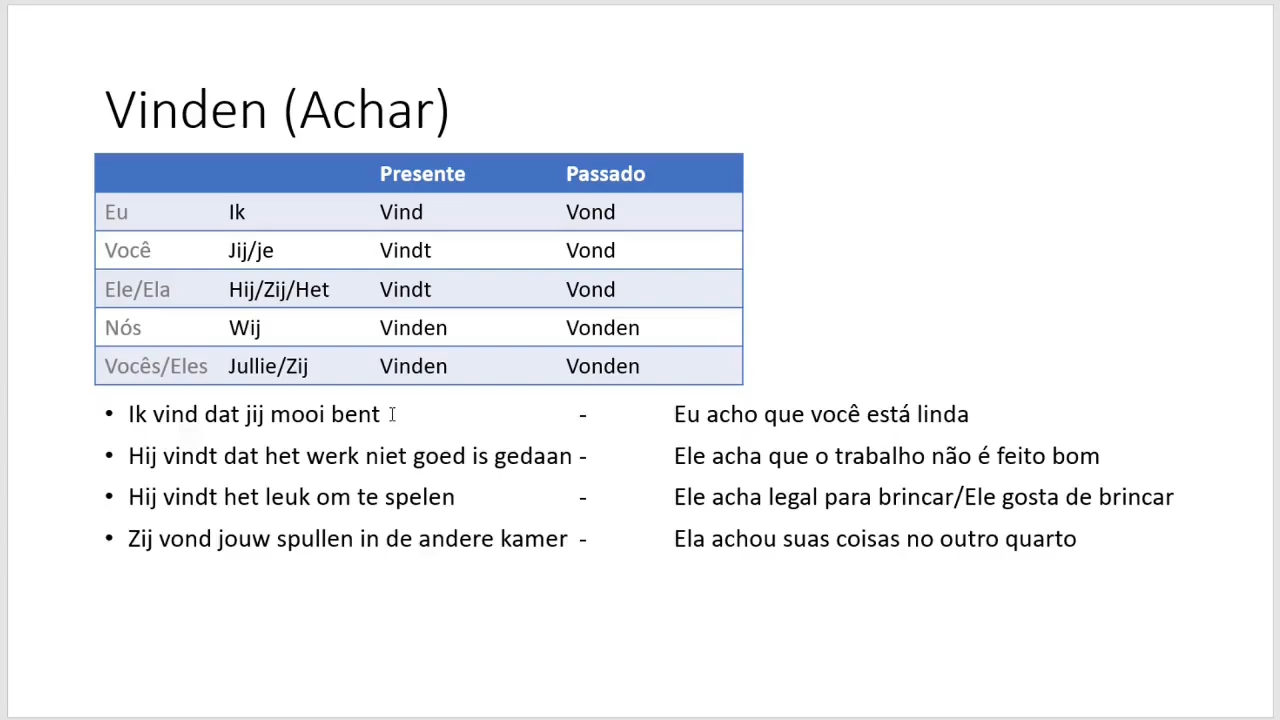 Vinden (Achar)
Presente Passado
Eu Ik Vind Vond
Você Jij/je Vindt Vond
Ele/Ela Hij/Zij/Het Vindt Vond
Nós Wij Vinden Vonden
Vocês/Eles Jullie/Zij Vinden Vonden
• Ik vind dat jij mooi bent - Eu acho que você está linda
• Hij vindt dat het werk niet goed is gedaan - Ele acha que o trabalho não é feito bom
• Hij vindt het leuk om te spelen - Ele acha legal para brincar/Ele gosta de brincar
• Zij vond jouw spullen in de andere kamer - Ela achou suas coisas no outro quarto